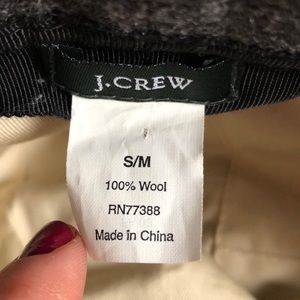 J.CREW
S/M
100% Wool
RN77388
Made in China